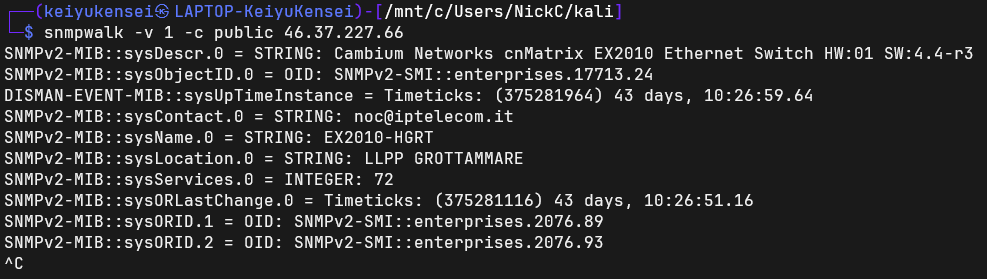 ┌──(keiyukensei㉿LAPTOP-KeiyuKensei)-[/mnt/c/Users/NickC/kali]
└─$ snmpwalk -v 1 -c public 46.37.227.66
SNMPv2-MIB::sysDescr.0 = STRING: Cambium Networks cnMatrix EX2010 Ethernet Switch HW:01 SW:4.4-r3
SNMPv2-MIB::sysObjectID.0 = OID: SNMPv2-SMI::enterprises.17713.24
DISMAN-EVENT-MIB::sysUpTimeInstance = Timeticks: (375281964) 43 days, 10:26:59.64
SNMPv2-MIB::sysContact.0 = STRING: noc@iptelecom.it
SNMPv2-MIB::sysName.0 = STRING: EX2010-HGRT
SNMPv2-MIB::sysLocation.0 = STRING: LLPP GROTTAMMARE
SNMPv2-MIB::sysServices.0 = INTEGER: 72
SNMPv2-MIB::sysORLastChange.0 = Timeticks: (375281116) 43 days, 10:26:51.16
SNMPv2-MIB::sysORID.1 = OID: SNMPv2-SMI::enterprises.2076.89
SNMPv2-MIB::sysORID.2 = OID: SNMPv2-SMI::enterprises.2076.93
^C